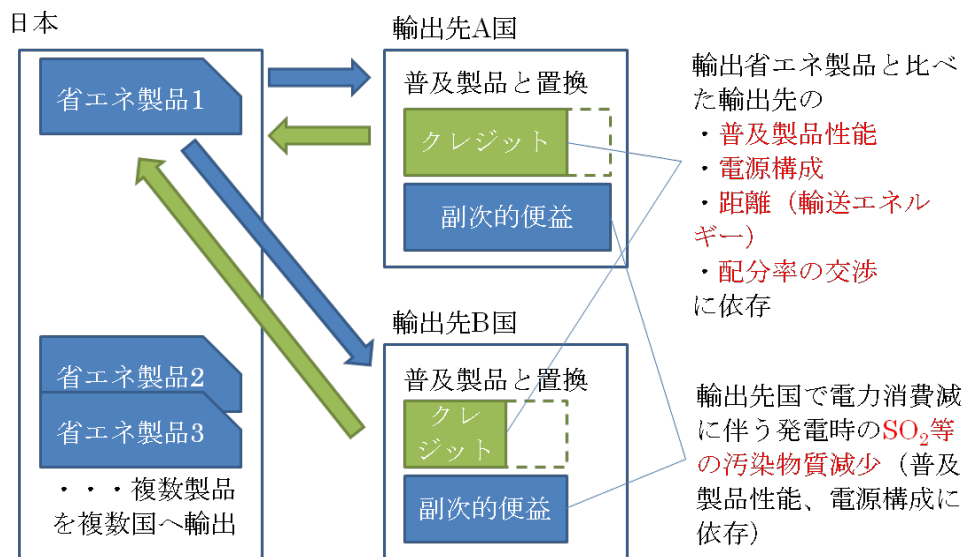 日本
省エネ製品1
省エネ製品2
省エネ製品3
・・・複数製品
を複数国へ輸出
輸出先A国
普及製品と置換
クレジット
副次的便益
輸出先B国
普及製品と置換
クレ
ジット
副次的便益
輸出省エネ製品と比べ
た輸出先の
・普及製品性能
・電源構成
・距離（輸送エネル
ギー）
・配分率の交渉
に依存
輸出先国で電力消費減
に伴う発電時のSO₂等
の汚染物質減少（普及
製品性能、電源構成に
依存）